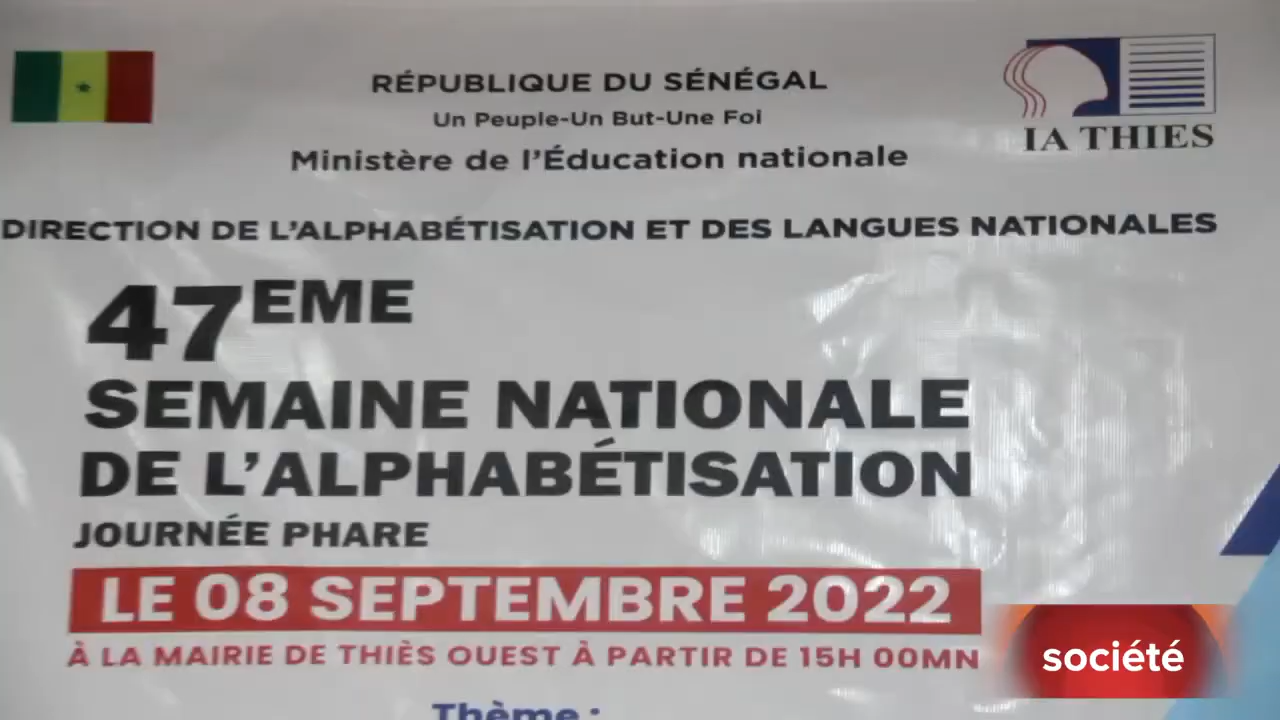 RÉPUBLIQUE DU SÉNÉGAL
Un Peuple-Un But-Une Foi
Ministère de l'Éducation nationale
IA THIES
DIRECTION DE L'ALPHABÉTISATION ET DES LANGUES NATIONALES
47EME
SEMAINE NATIONALE
DE L'ALPHABÉTISATION
JOURNÉE PHARE
LE 08 SEPTEMBRE 2022
À LA MAIRIE DE THIÈS OUEST À PARTIR DE 15H 00MN
société
Thème :